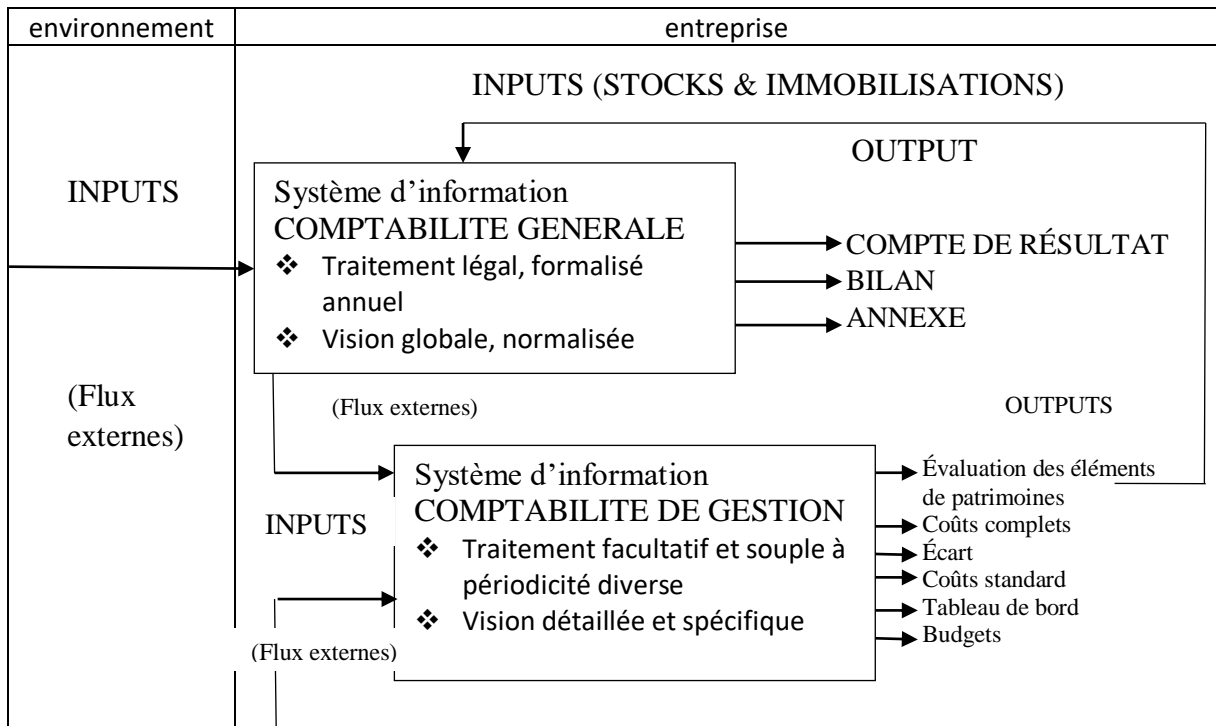 environnement
entreprise
INPUTS (STOCKS & IMMOBILISATIONS)
OUTPUT
INPUTS
Système d’information
COMPTABILITE GENERALE
❖ Traitement légal, formalisé
annuel
❖ Vision globale, normalisée
COMPTE DE RÉSULTAT
BILAN
ANNEXE
(Flux
externes)
(Flux externes)
OUTPUTS
INPUTS
Système d’information
COMPTABILITE DE GESTION
❖ Traitement facultatif et souple à
périodicité diverse
❖ Vision détaillée et spécifique
Évaluation des éléments
de patrimoines
Coûts complets
Écart
Coûts standard
Tableau de bord
Budgets
(Flux externes)